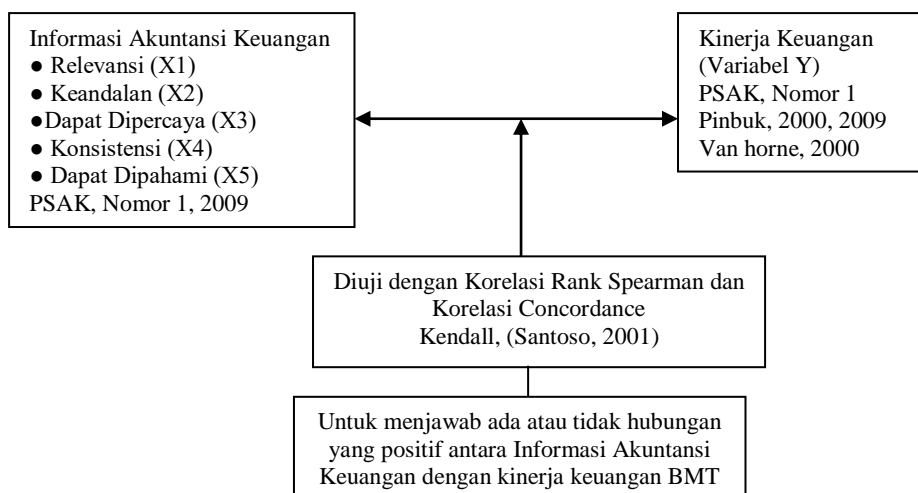 Informasi Akuntansi Keuangan
● Relevansi (X1)
● Keandalan (X2)
●Dapat Dipercaya (X3)
● Konsistensi (X4)
● Dapat Dipahami (X5)
PSAK, Nomor 1, 2009
Kinerja Keuangan
(Variabel Y)
PSAK, Nomor 1
Pinbuk, 2000, 2009
Van horne, 2000
Diuji dengan Korelasi Rank Spearman dan
Korelasi Concordance
Kendall, (Santoso, 2001)
Untuk menjawab ada atau tidak hubungan
yang positif antara Informasi Akuntansi
Keuangan dengan kinerja keuangan BMT